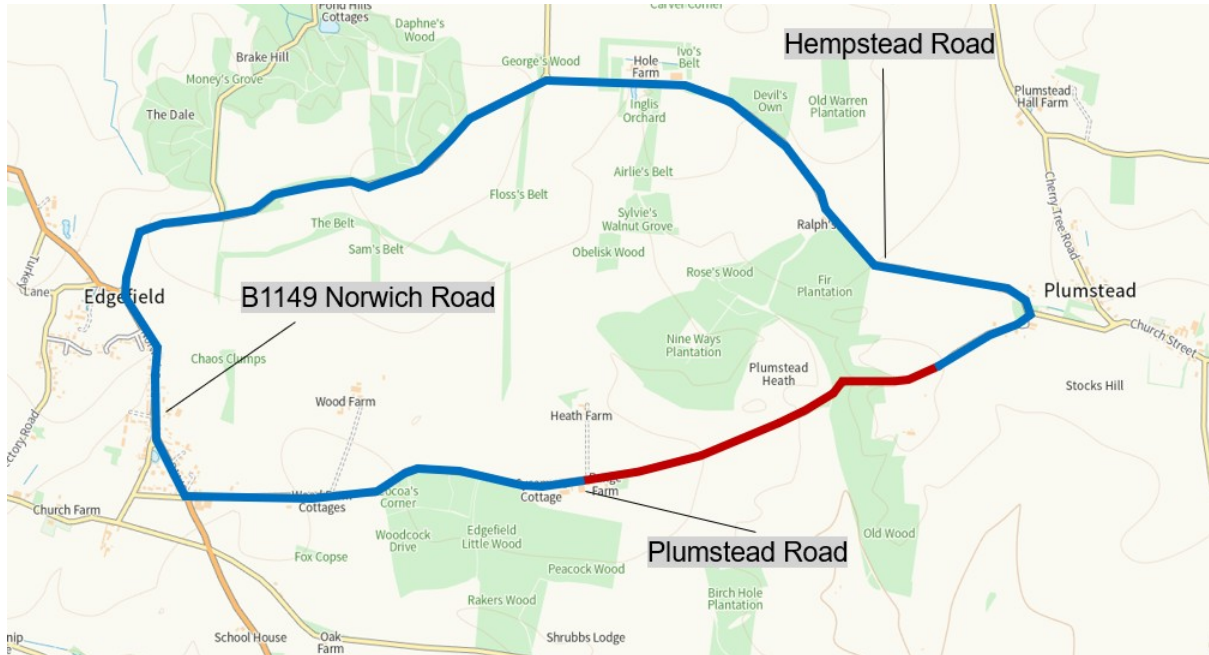 Pond Hills
Cottages
Daphne's
Wood
Carver Corner
Brake Hill
George's Wood
Hole
Farm
Ivo's
Belt
Hempstead Road
Money's Grove
The Dale
Inglis
Orchard
Devil's
Own
Old Warren
Plantation
Plumstead
Hall Farm
Airlie's Belt
Floss's Belt
Cherry Tree Road
The Belt
Sylvie's
Walnut Grove
Ralph's
Sam's Belt
Obelisk Wood
Turkey
Lane
Edgefield
B1149 Norwich Road
Rose's Wood
Fir
Plantation
Plumstead
Church Street
Nine Ways
Plantation
Chaos Clumps
Plumstead
Heath
Stocks Hill
Wood Farm
Heath Farm
Cottages
Cottage
Farm
Church Farm
Corner
Woodcock
Drive
Edgefield
Little Wood
Plumstead Road
Old Wood
Fox Copse
Peacock Wood
Birch Hole
Plantation
Rakers Wood
School House
Oak
Farm
Shrubbs Lodge